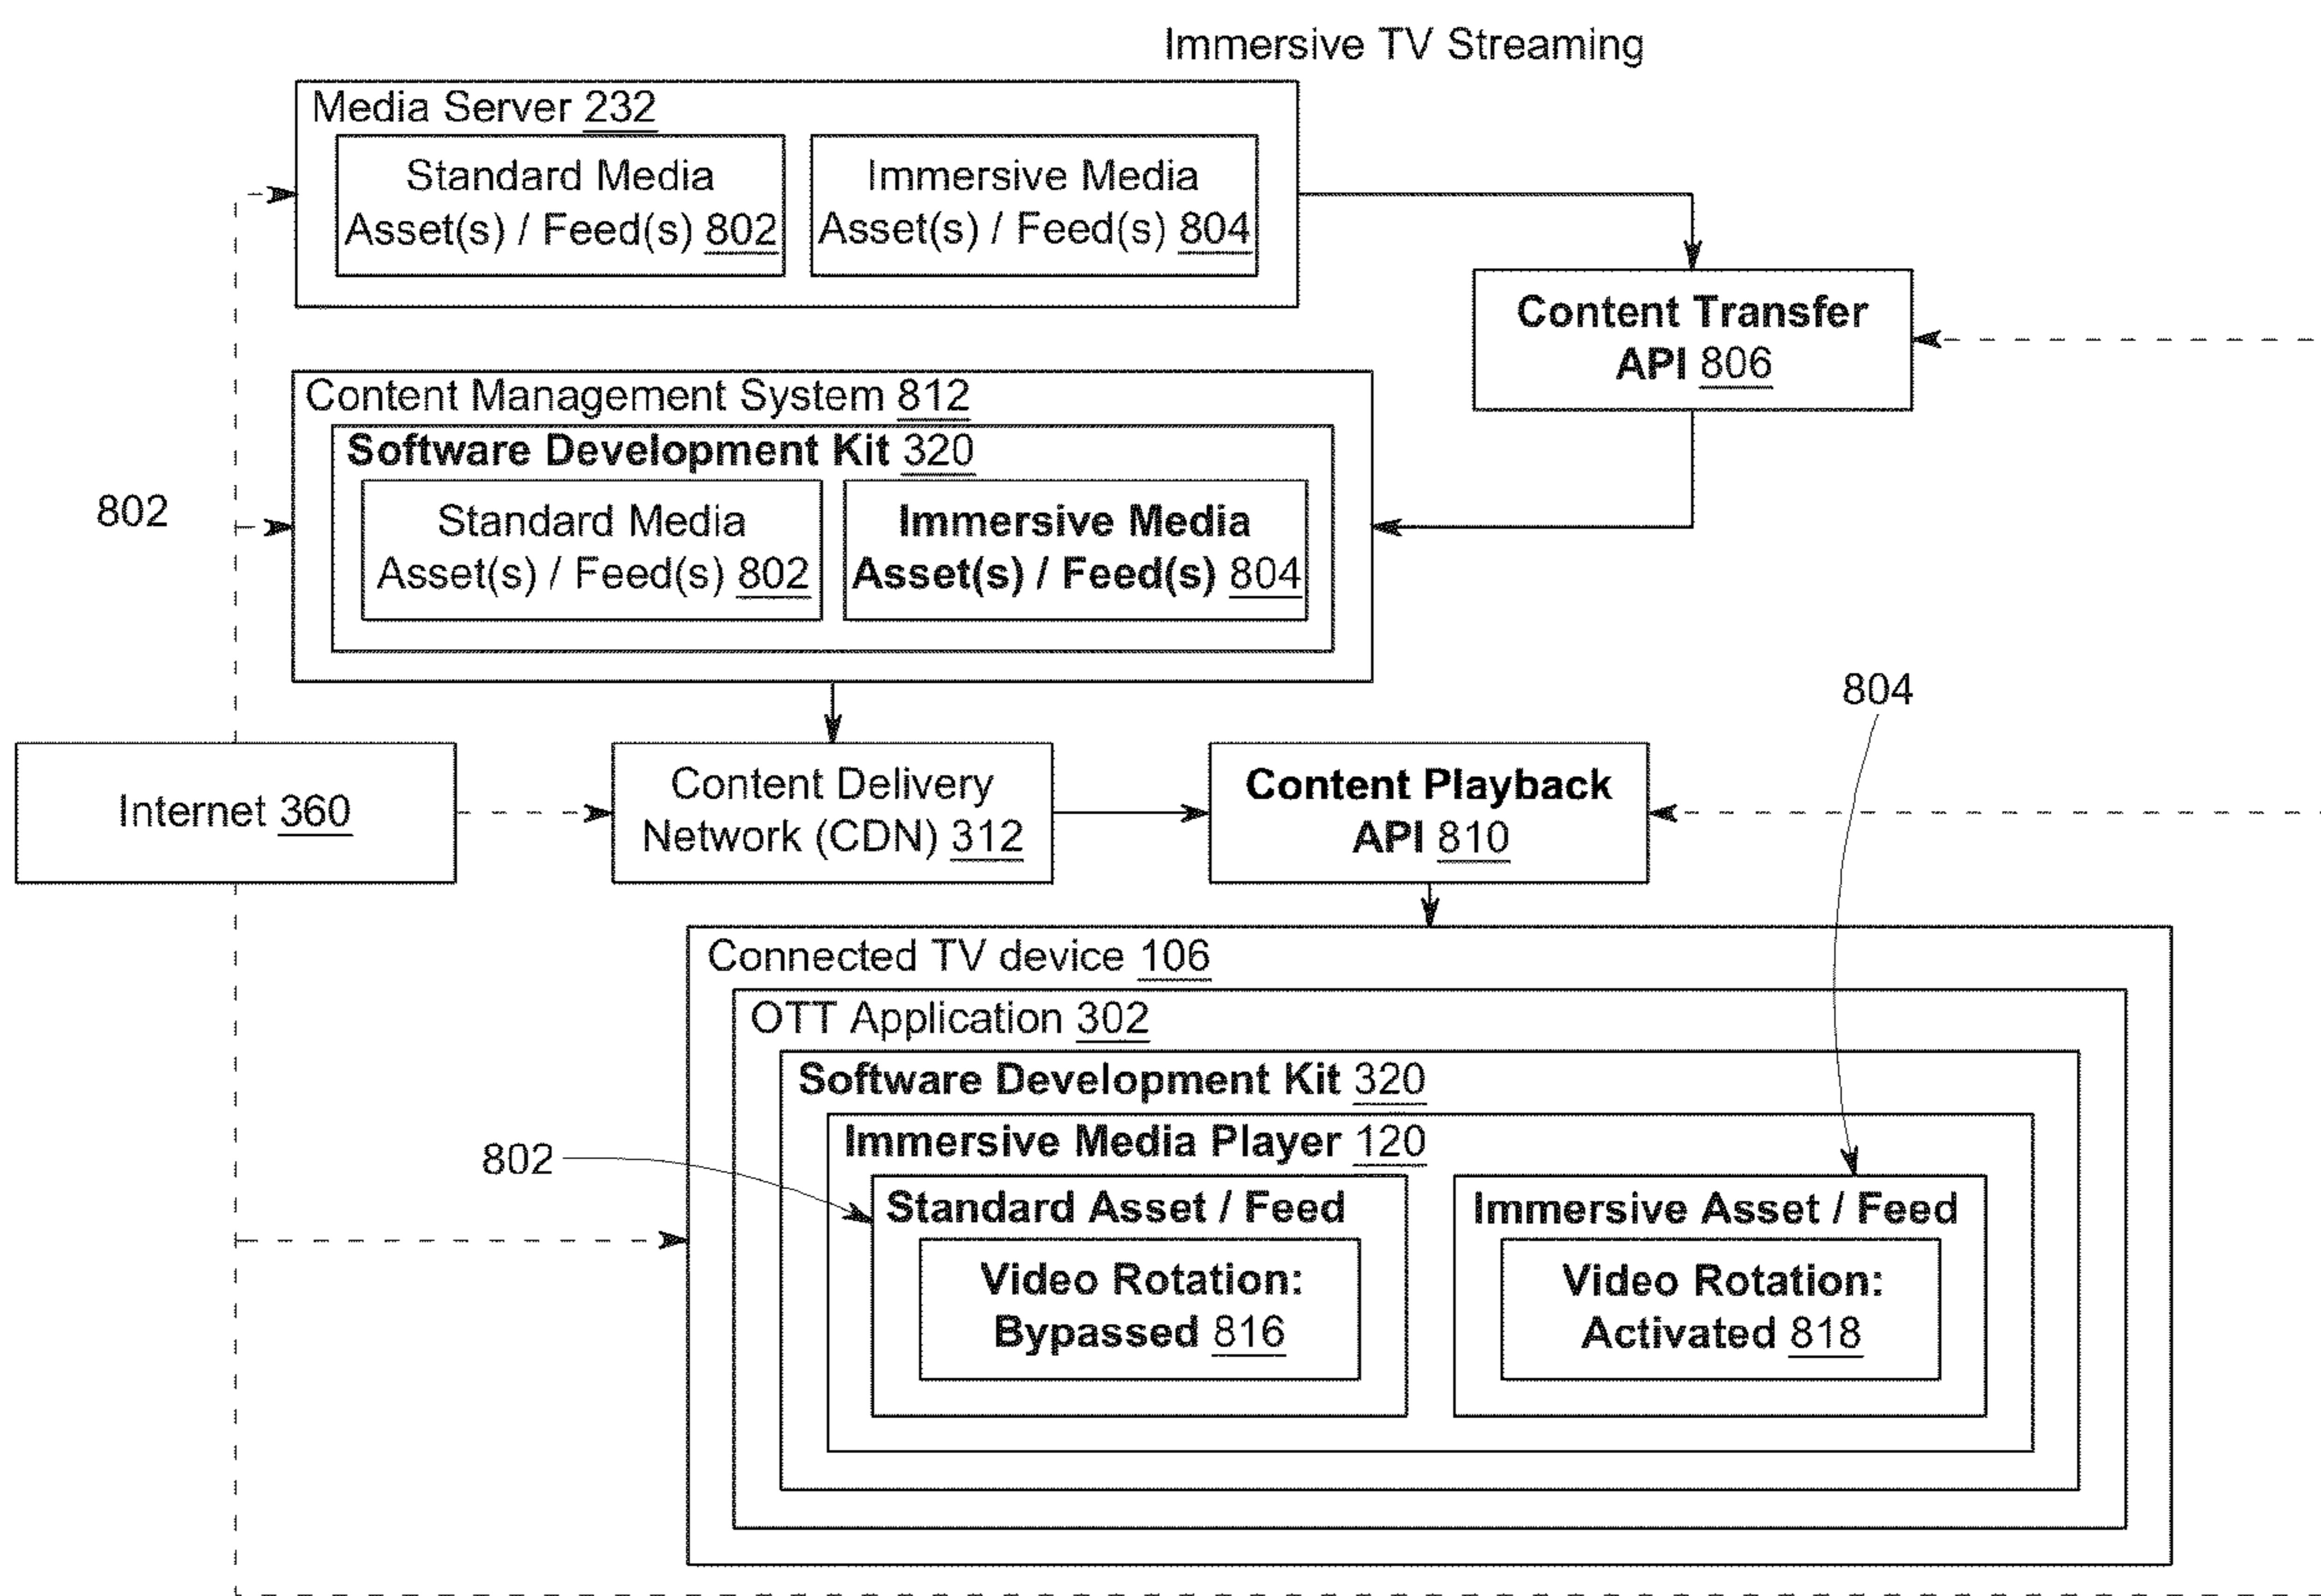 Immersive TV Streaming
Media Server 232
Standard Media
Asset(s) / Feed(s) 802
Immersive Media
Asset(s) / Feed(s) 804
Content Transfer
API 806
Content Management System 812
Software Development Kit 320
Standard Media
Asset(s) / Feed(s) 802
Immersive Media
Asset(s) / Feed(s) 804
802
804
Internet 360
Content Delivery
Network (CDN) 312
Content Playback
API 810
Connected TV device 106
OTT Application 302
Software Development Kit 320
Immersive Media Player 120
802
Standard Asset / Feed
Video Rotation:
Bypassed 816
Immersive Asset / Feed
Video Rotation:
Activated 818